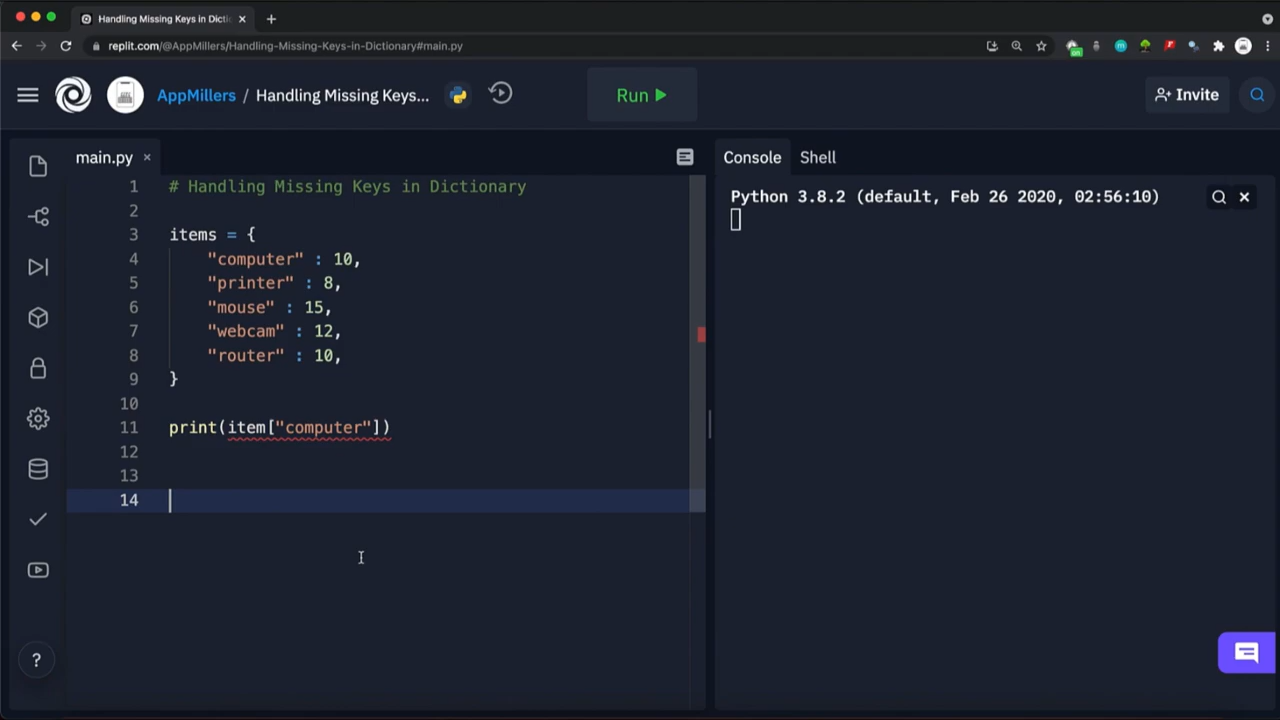 Handling Missing Keys in Dictio
replit.com/@AppMillers/Handling-Missing-Keys-in-Dictionary#main.py
on
AppMillers / Handling Missing Keys...
Run
Invite
main.py
Console
Shell
1 # Handling Missing Keys in Dictionary
2
3 items = {
4 "computer" : 10,
5 "printer" : 8,
6 "mouse" : 15,
7 "webcam" : 12,
8 "router" : 10,
9 }
10
11 print(item["computer"])
12
13
14
Python 3.8.2 (default, Feb 26 2020, 02:56:10)
?